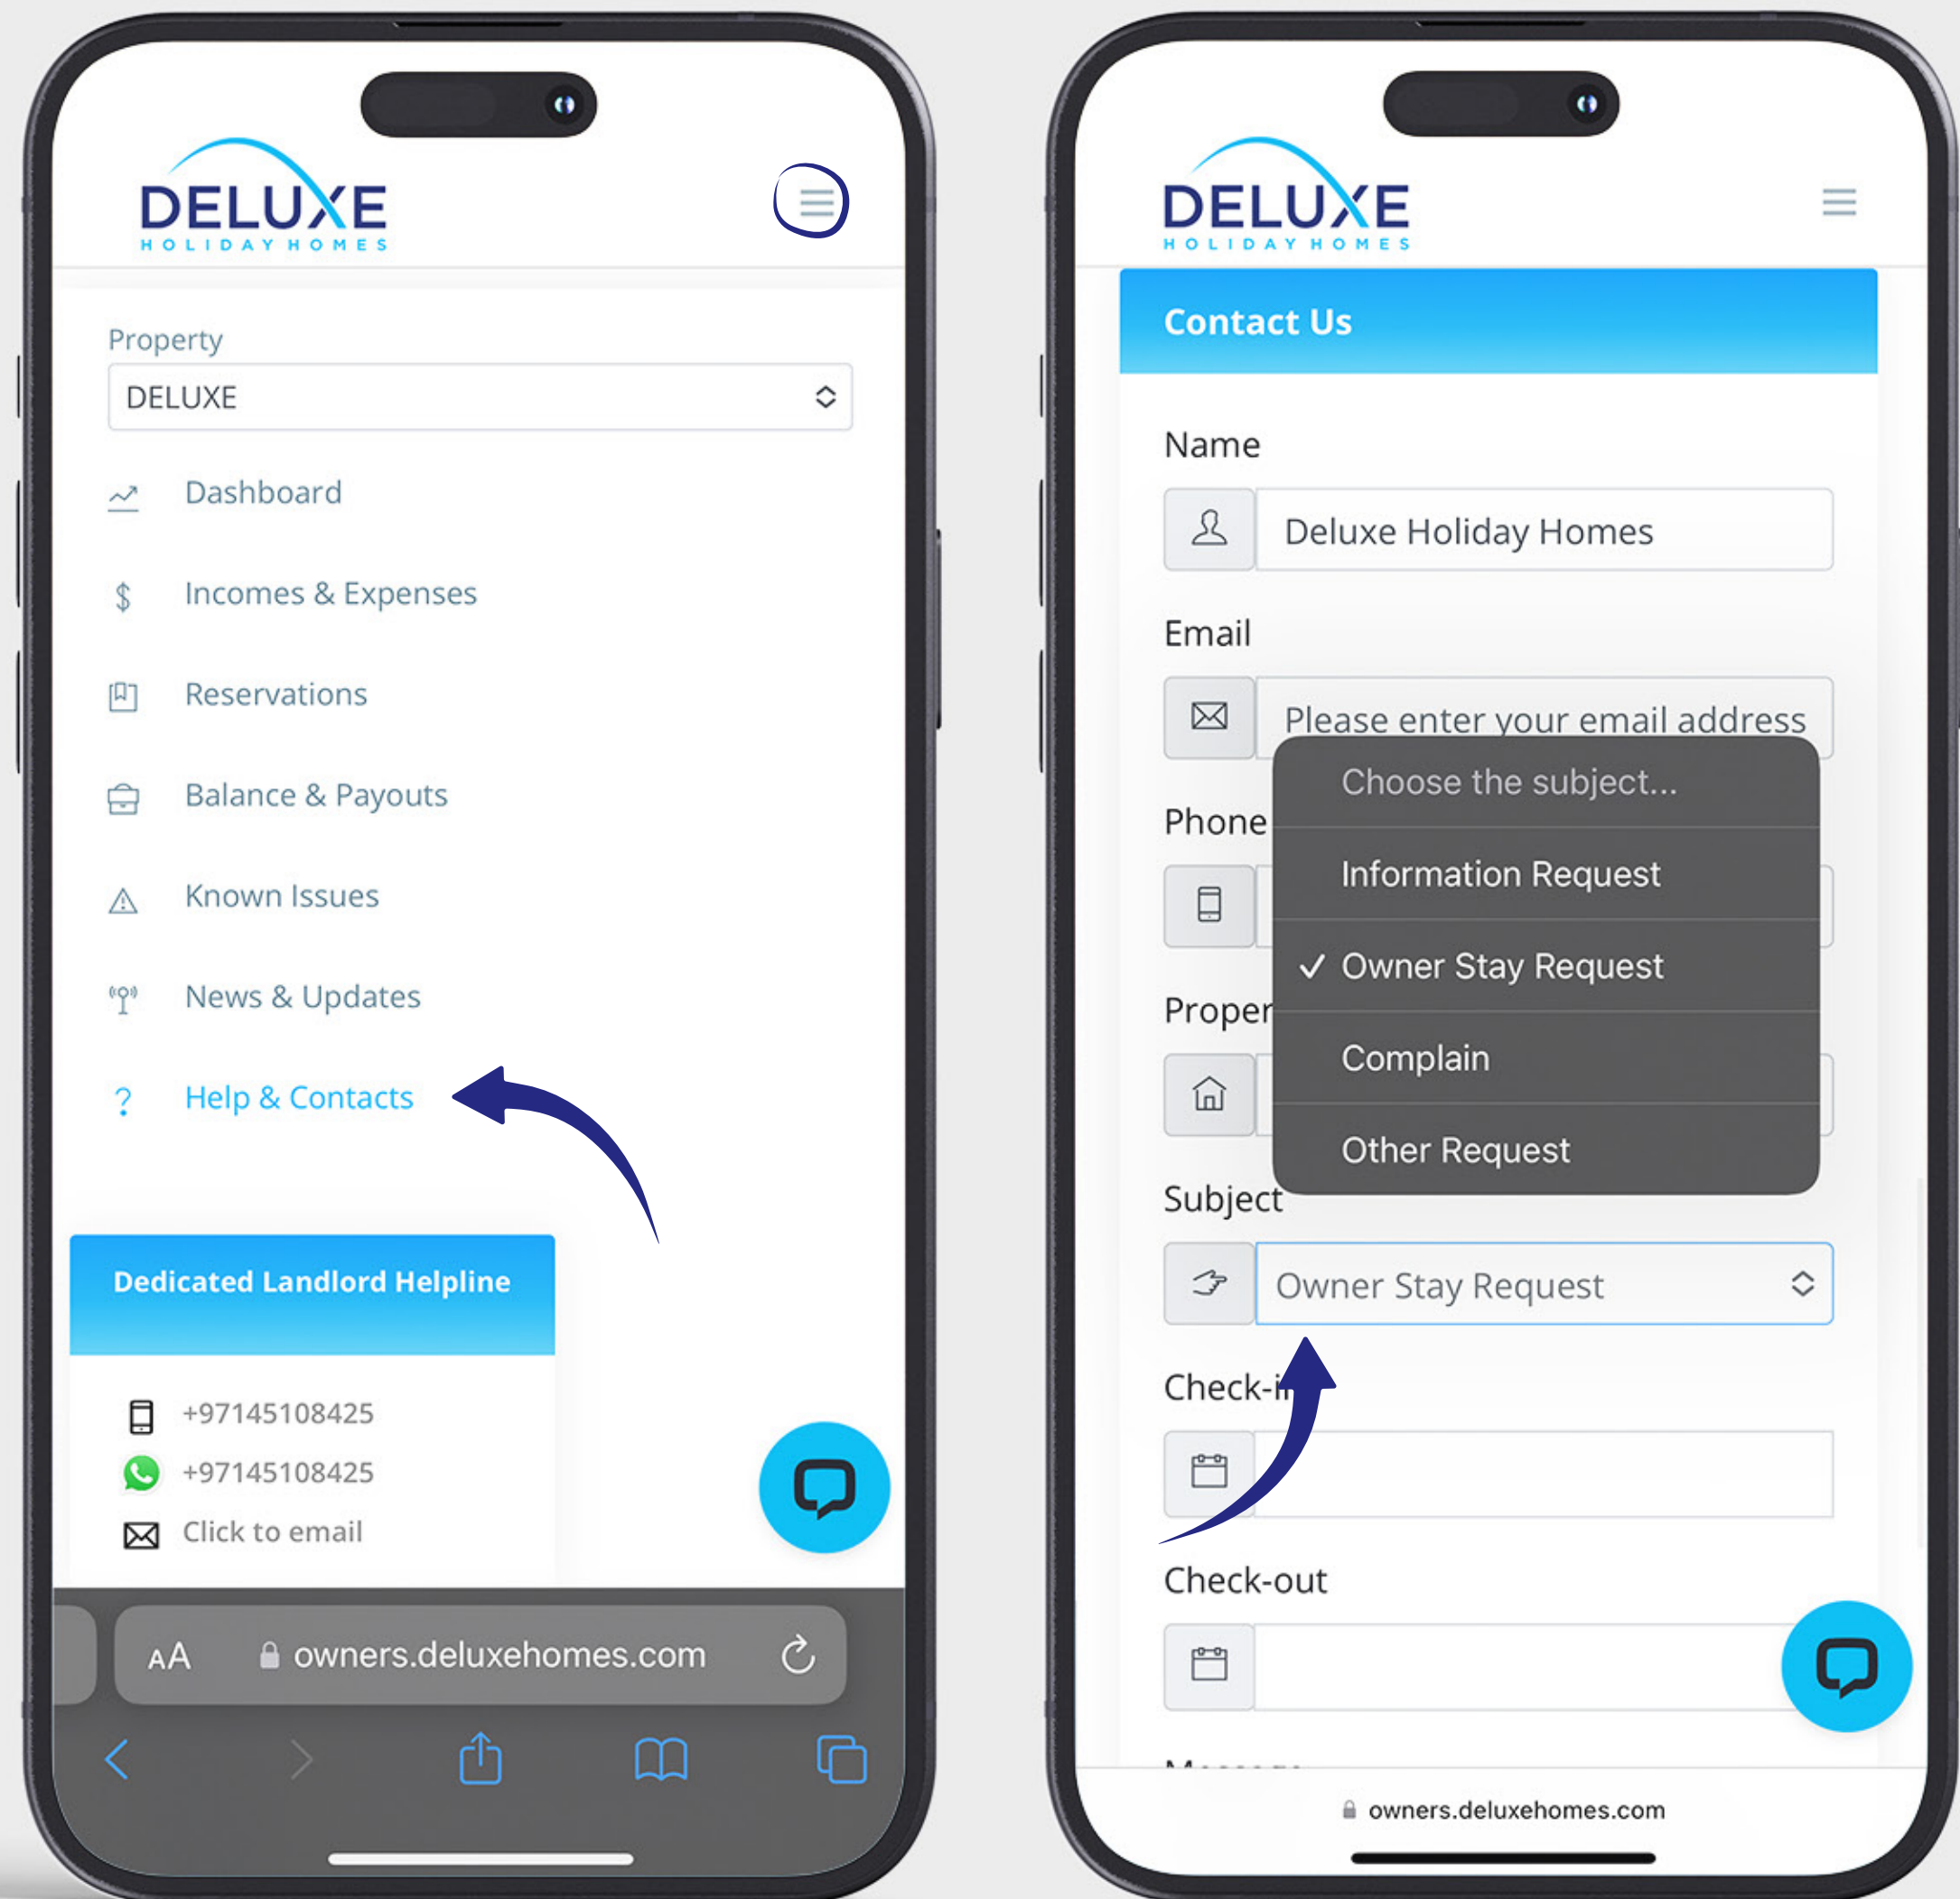 DELUXE
HOLIDAY HOMES
Property
DELUXE
Dashboard
$ Incomes & Expenses
Reservations
Balance & Payouts
Known Issues
News & Updates
? Help & Contacts
Dedicated Landlord Helpline
+97145108425
+97145108425
Click to email
AA owners.deluxehomes.com
DELUXE
HOLIDAY HOMES
Contact Us
Name
Deluxe Holiday Homes
Email
Please enter your email address
Choose the subject...
Phone
Information Request
✓ Owner Stay Request
Proper
Complain
Other Request
Subject
Owner Stay Request
Check-in
Check-out
owners.deluxehomes.com